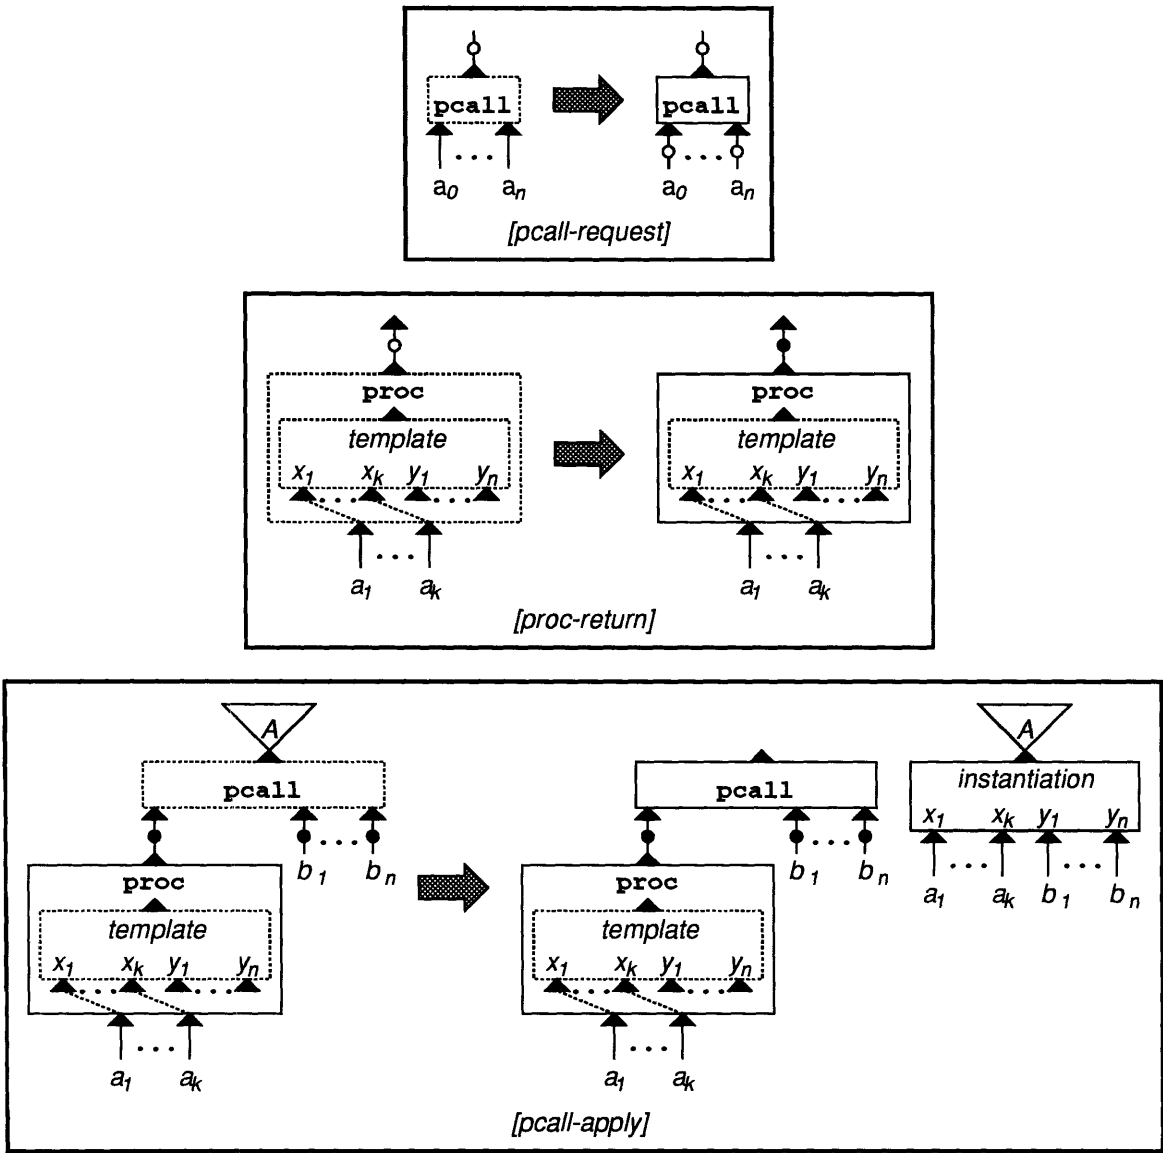 pcall pcall
a0 ... an a0 ... an
[pcall-request]
proc proc
template template
x1 xk y1 yn x1 xk y1 yn
a1 ... ak a1 ... ak
[proc-return]
A A
pcall pcall instantiation
x1 xk y1 yn
b1 bn b1 bn
proc proc
a1 ak b1 bn
template template
x1 xk y1 yn x1 xk y1 yn
a1 ... ak a1 ... ak
[pcall-apply]